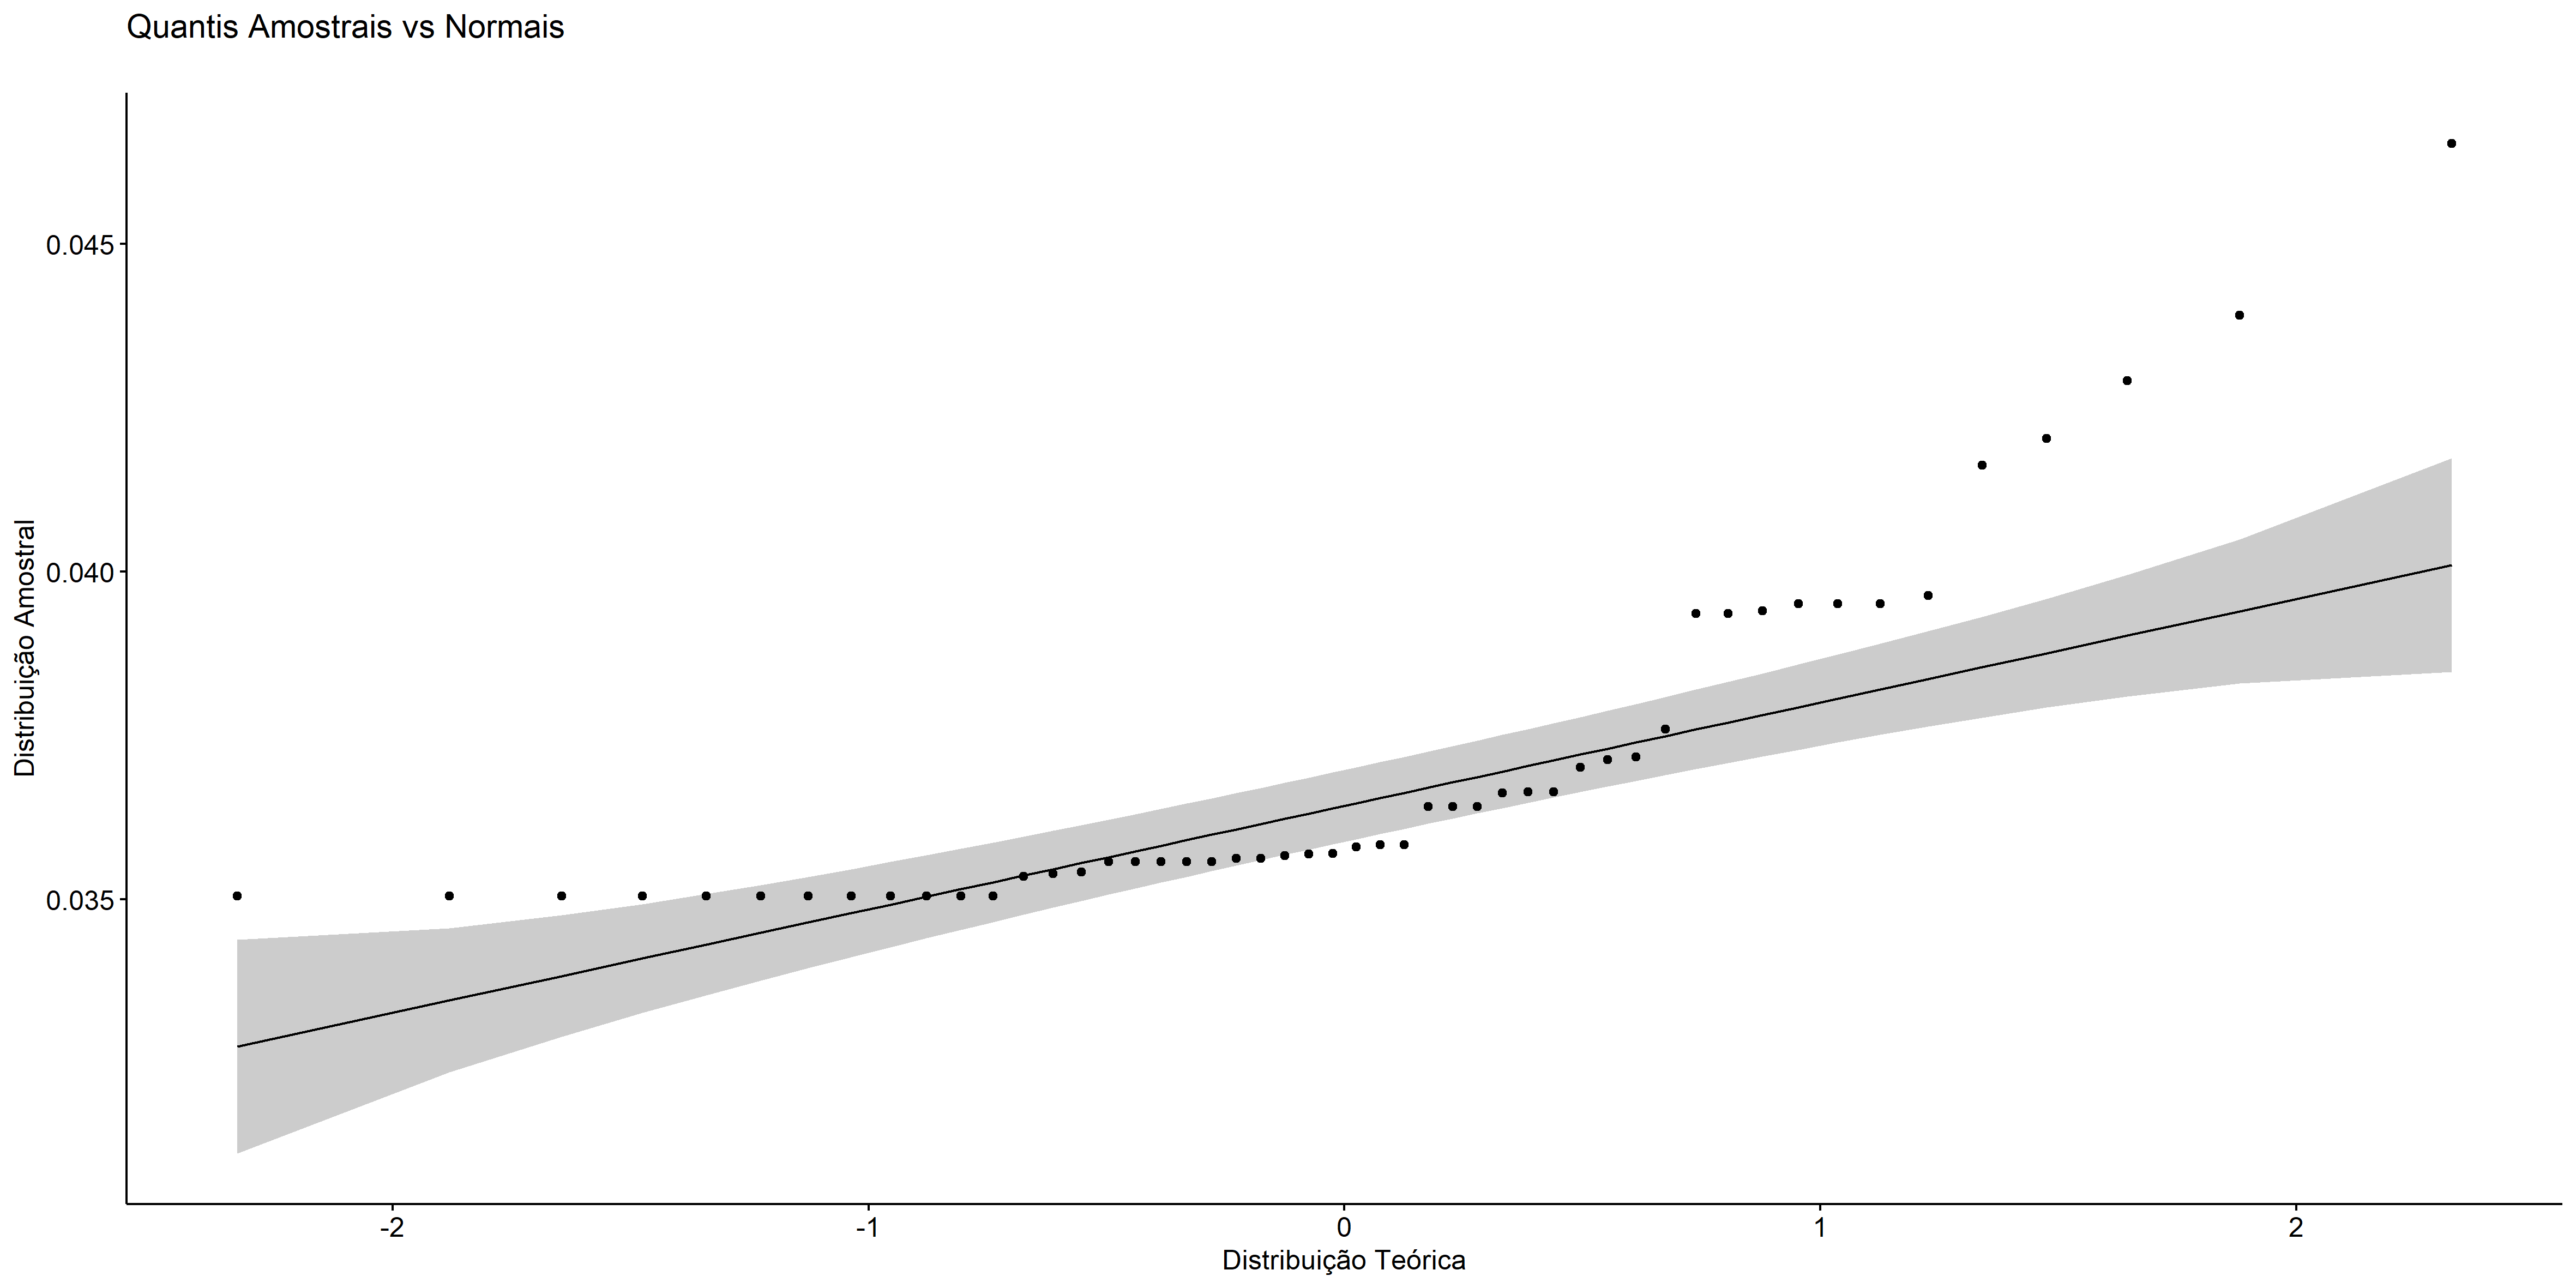 Quantis Amostrais vs Normais
Distribuição Amostral
0.045
0.040
0.035
-2 -1 0 1 2
Distribuição Teórica